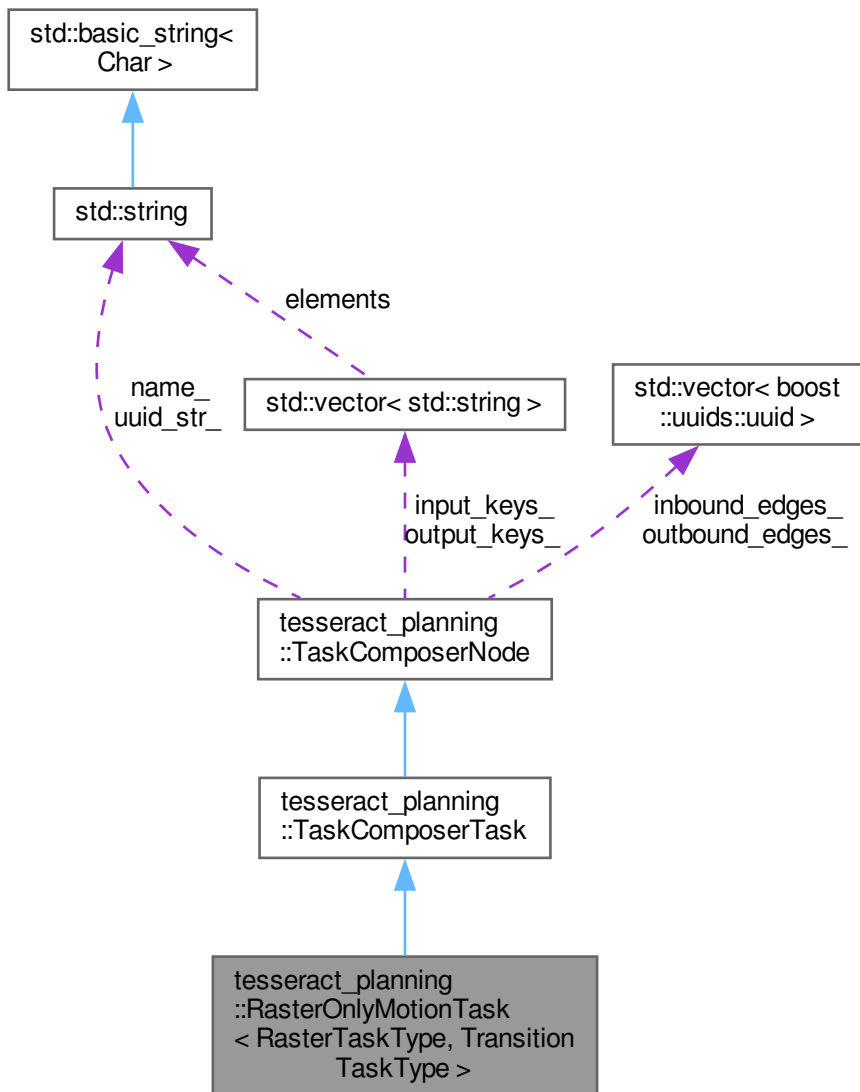 std::basic_string<
Char >
std::string
elements
name_
uuid_str_
std::vector< std::string >
std::vector< boost
::uuids::uuid >
input_keys_
output_keys_
inbound_edges_
outbound_edges_
tesseract_planning
::TaskComposerNode
tesseract_planning
::TaskComposerTask
tesseract_planning
::RasterOnlyMotionTask
< RasterTaskType, Transition
TaskType >